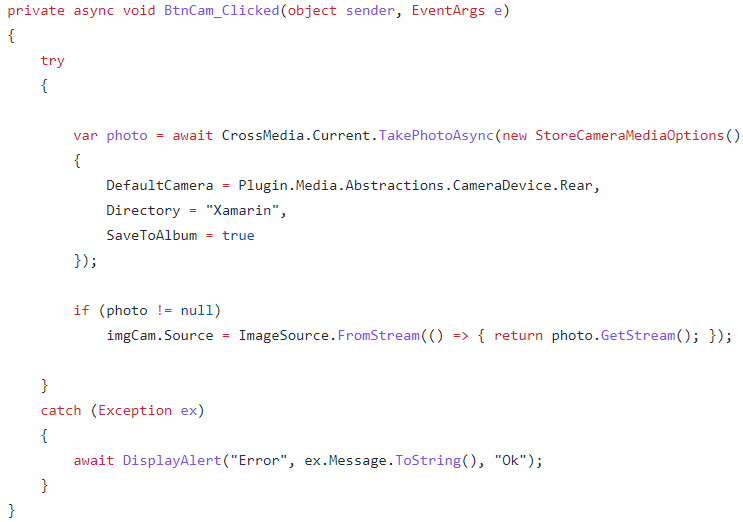 private async void BtnCam_Clicked(object sender, EventArgs e)
{
    try
    {

        var photo = await CrossMedia.Current.TakePhotoAsync(new StoreCameraMediaOptions()
        {
            DefaultCamera = Plugin.Media.Abstractions.CameraDevice.Rear,
            Directory = "Xamarin",
            SaveToAlbum = true
        });

        if (photo != null)
            imgCam.Source = ImageSource.FromStream(() => { return photo.GetStream(); });

    }
    catch (Exception ex)
    {
        await DisplayAlert("Error", ex.Message.ToString(), "Ok");
    }
}